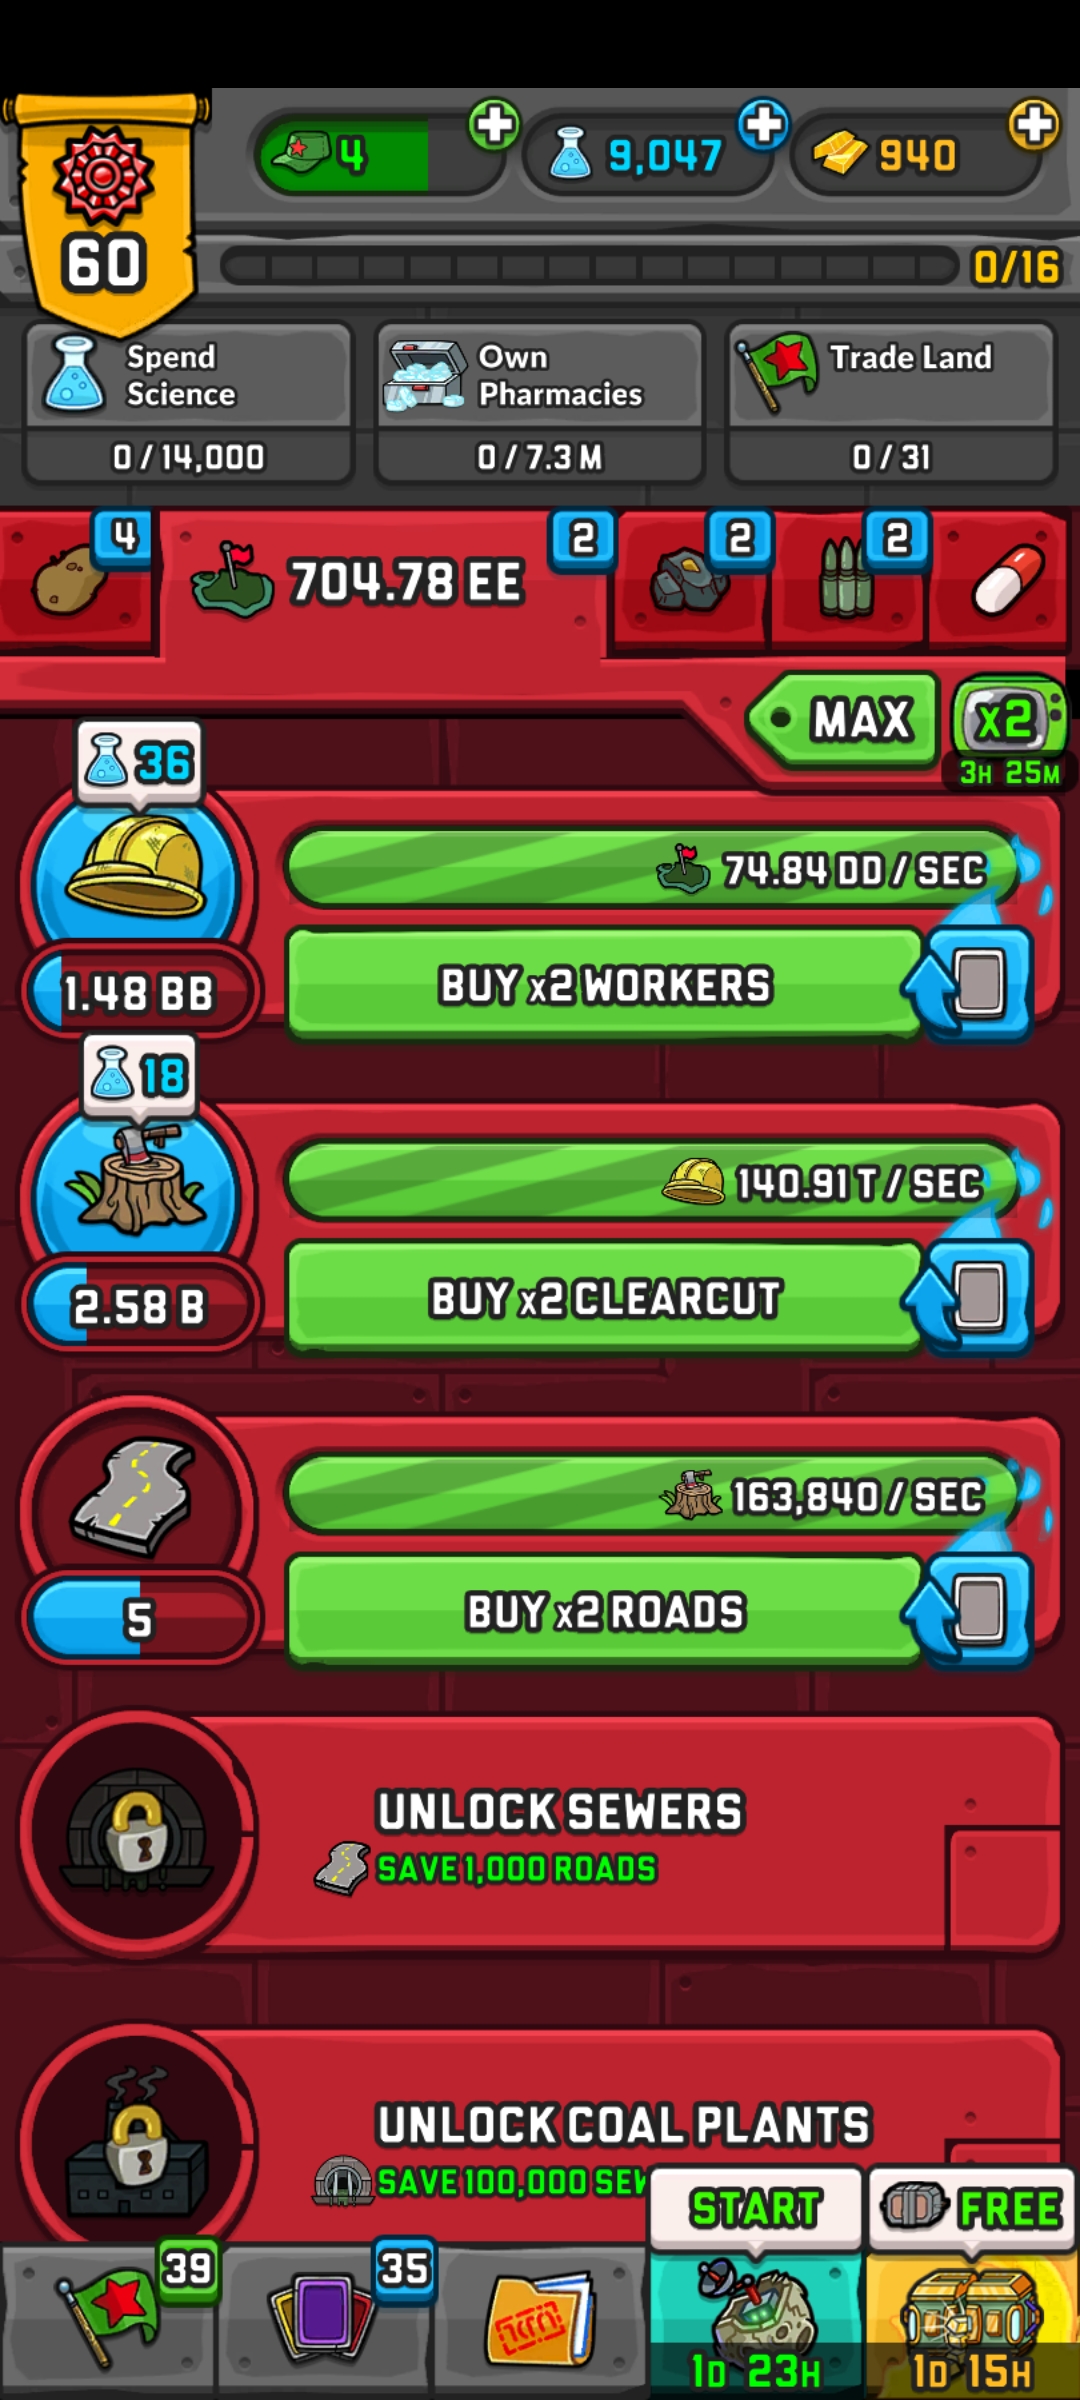 4
9,047
940
60
0/16
Spend
Science
0/14,000
Own
Pharmacies
0/7.3 M
Trade Land
0/31
4
704.78 EE
2
2
2
MAX
x2
3H 25M
36
74.84 DD / SEC
1.48 BB
BUY x2 WORKERS
18
140.91 T / SEC
2.58 B
BUY x2 CLEARCUT
163,840 / SEC
5
BUY x2 ROADS
UNLOCK SEWERS
SAVE 1,000 ROADS
UNLOCK COAL PLANTS
SAVE 100,000 SEW
START
FREE
39
35
1D 23H
1D 15H